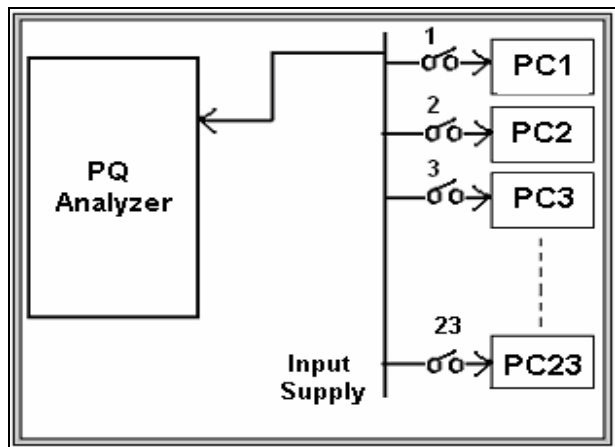 PQ
Analyzer
1
PC1
2
PC2
3
PC3
23
PC23
Input
Supply